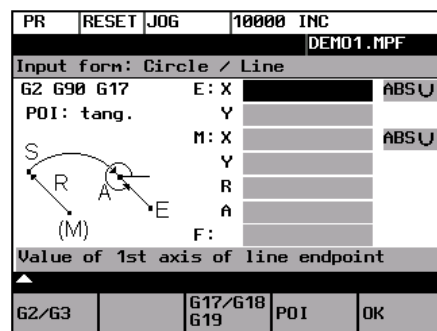 PR RESET JOG 10000 INC
DEMO1.MPF
Input form: Circle / Line
G2 G90 G17 E: X ABS
POI: tang. Y
M: X ABS
Y
S
R
A
E
(M)
R
A
F:
Value of 1st axis of line endpoint
G2/G3 G17/G18 G19 POI OK